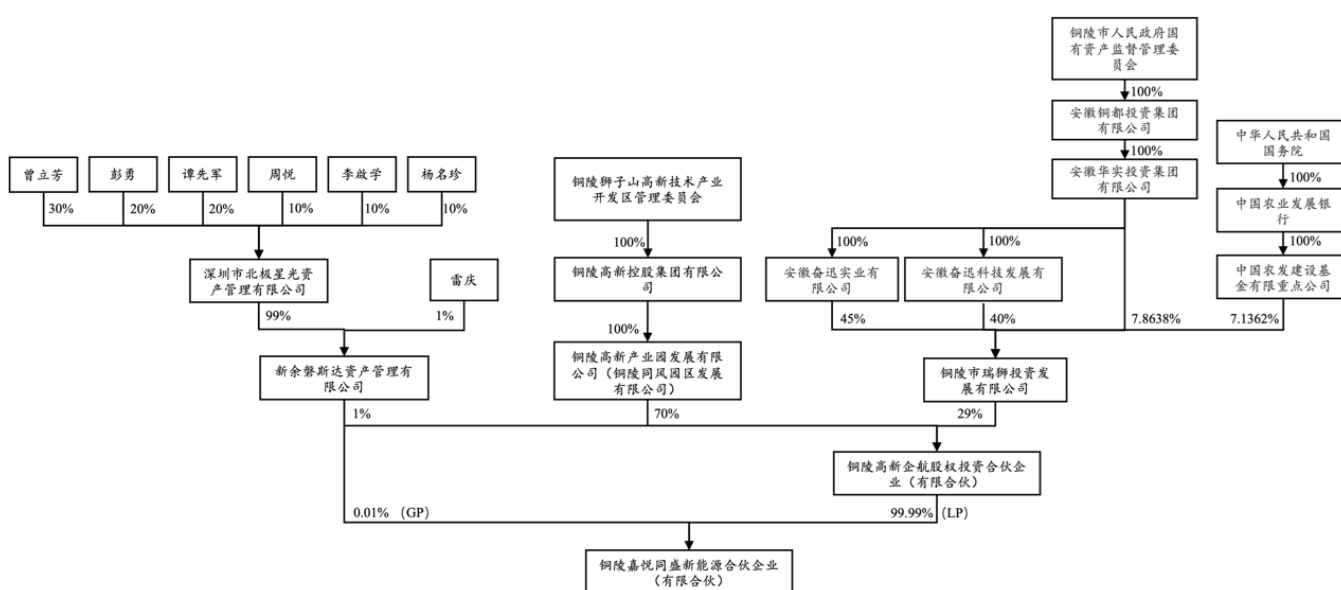 铜陵市人民政府国
有资产监督管理委
员会
100%
安徽铜都投资集团
有限公司
中华人民共和国
国务院
100%
安徽华实投资集团
有限公司
100%
曾立芳
彭勇
谭先军
周悦
李啟学
杨名珍
铜陵狮子山高新技术产业
开发区管理委员会
中国农业发展银
行
30%
20%
20%
10%
10%
10%
100%
100%
100%
100%
深圳市北极星光资
产管理有限公司
雷庆
铜陵高新控股集团有限公
司
安徽奋迅实业有
限公司
安徽奋迅科技发展有
限公司
中国农发建设基
金有限重点公司
99%
1%
100%
45%
40%
7.8638%
7.1362%
新余磐斯达资产管理有
限公司
铜陵高新产业园发展有限
公司（铜陵同风园区发展
有限公司）
铜陵市瑞狮投资发
展有限公司
1%
70%
29%
铜陵高新企航股权投资合伙企
业（有限合伙）
0.01%（GP）
99.99%（LP)
铜陵嘉悦同盛新能源合伙企业
（有限合伙）